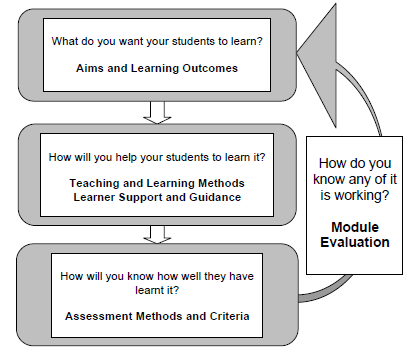 What do you want your students to learn?
Aims and Learning Outcomes
How will you help your students to learn it?
Teaching and Learning Methods
Learner Support and Guidance
How will you know how well they have
learnt it?
Assessment Methods and Criteria
How do you
know any of it
is working?
Module
Evaluation